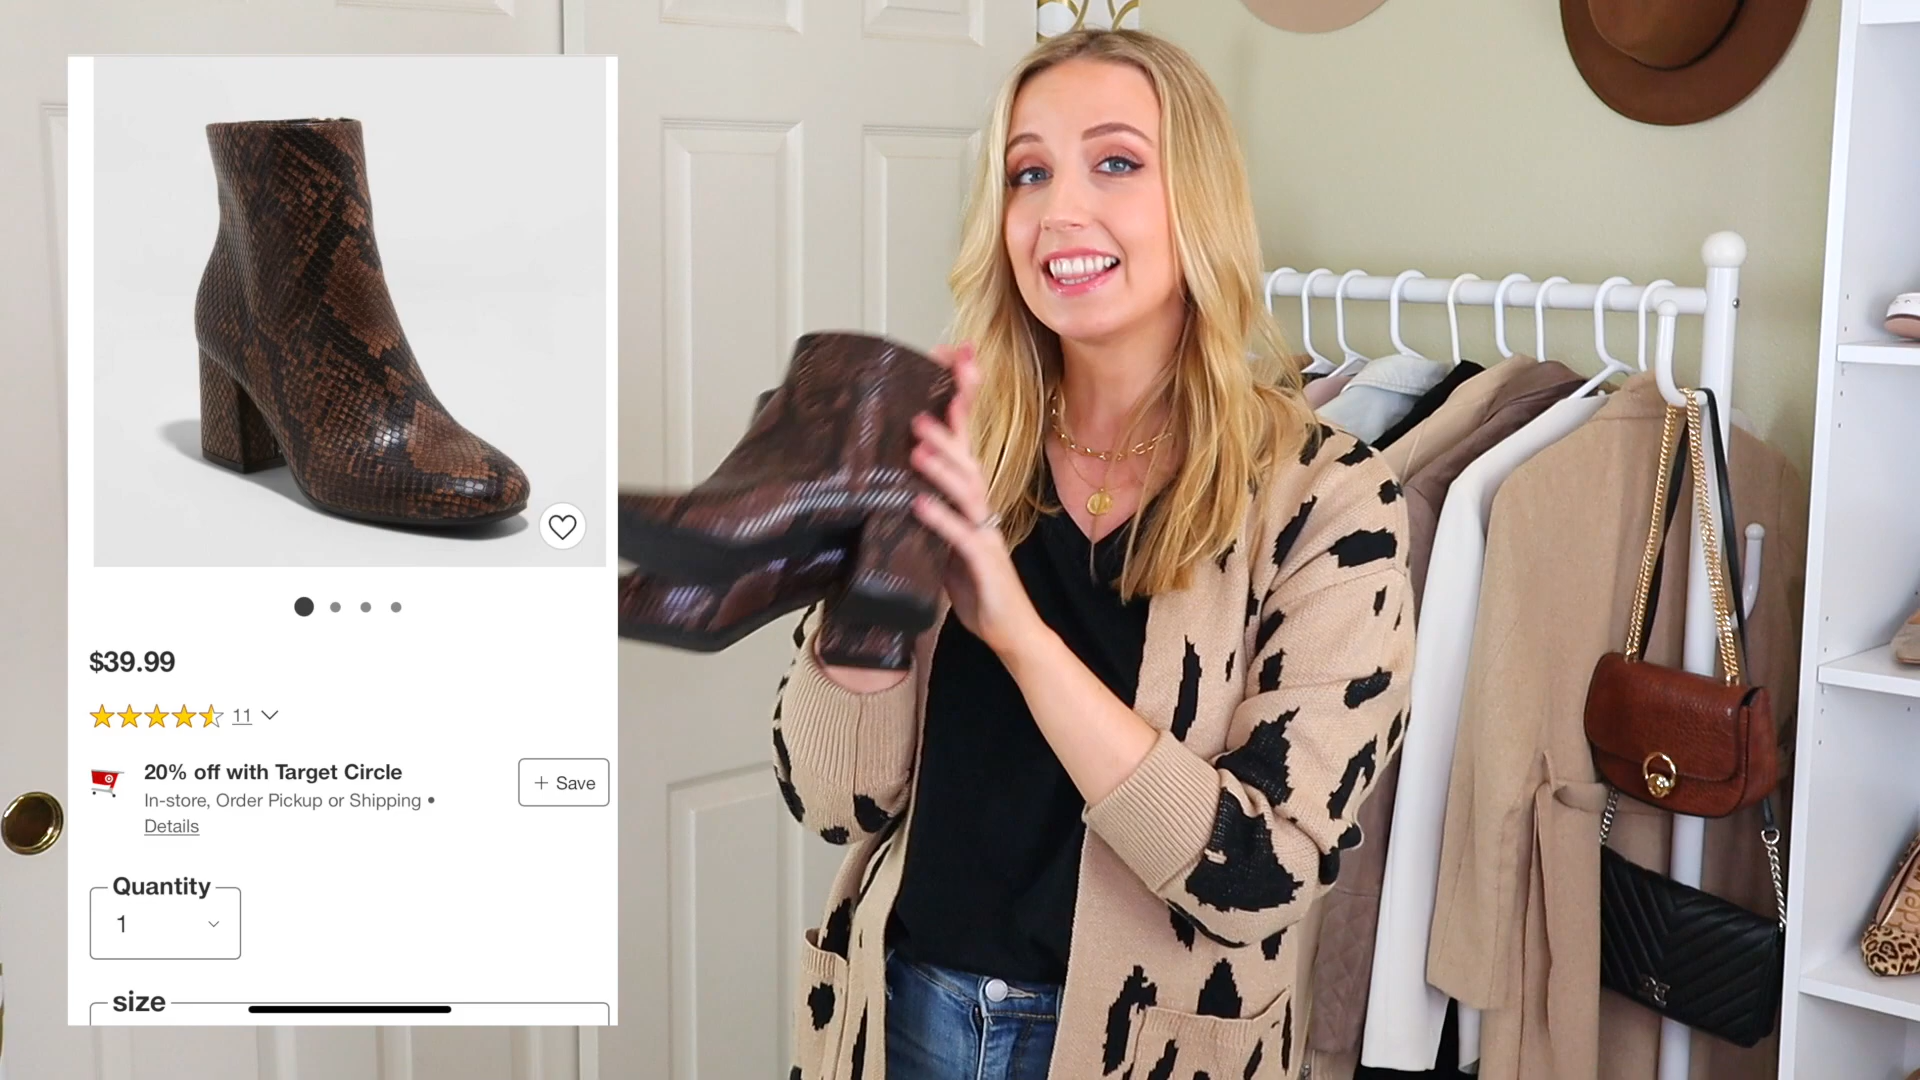 $39.99
11
20% off with Target Circle
In-store, Order Pickup or Shipping •
Details
+ Save
Quantity
1
size